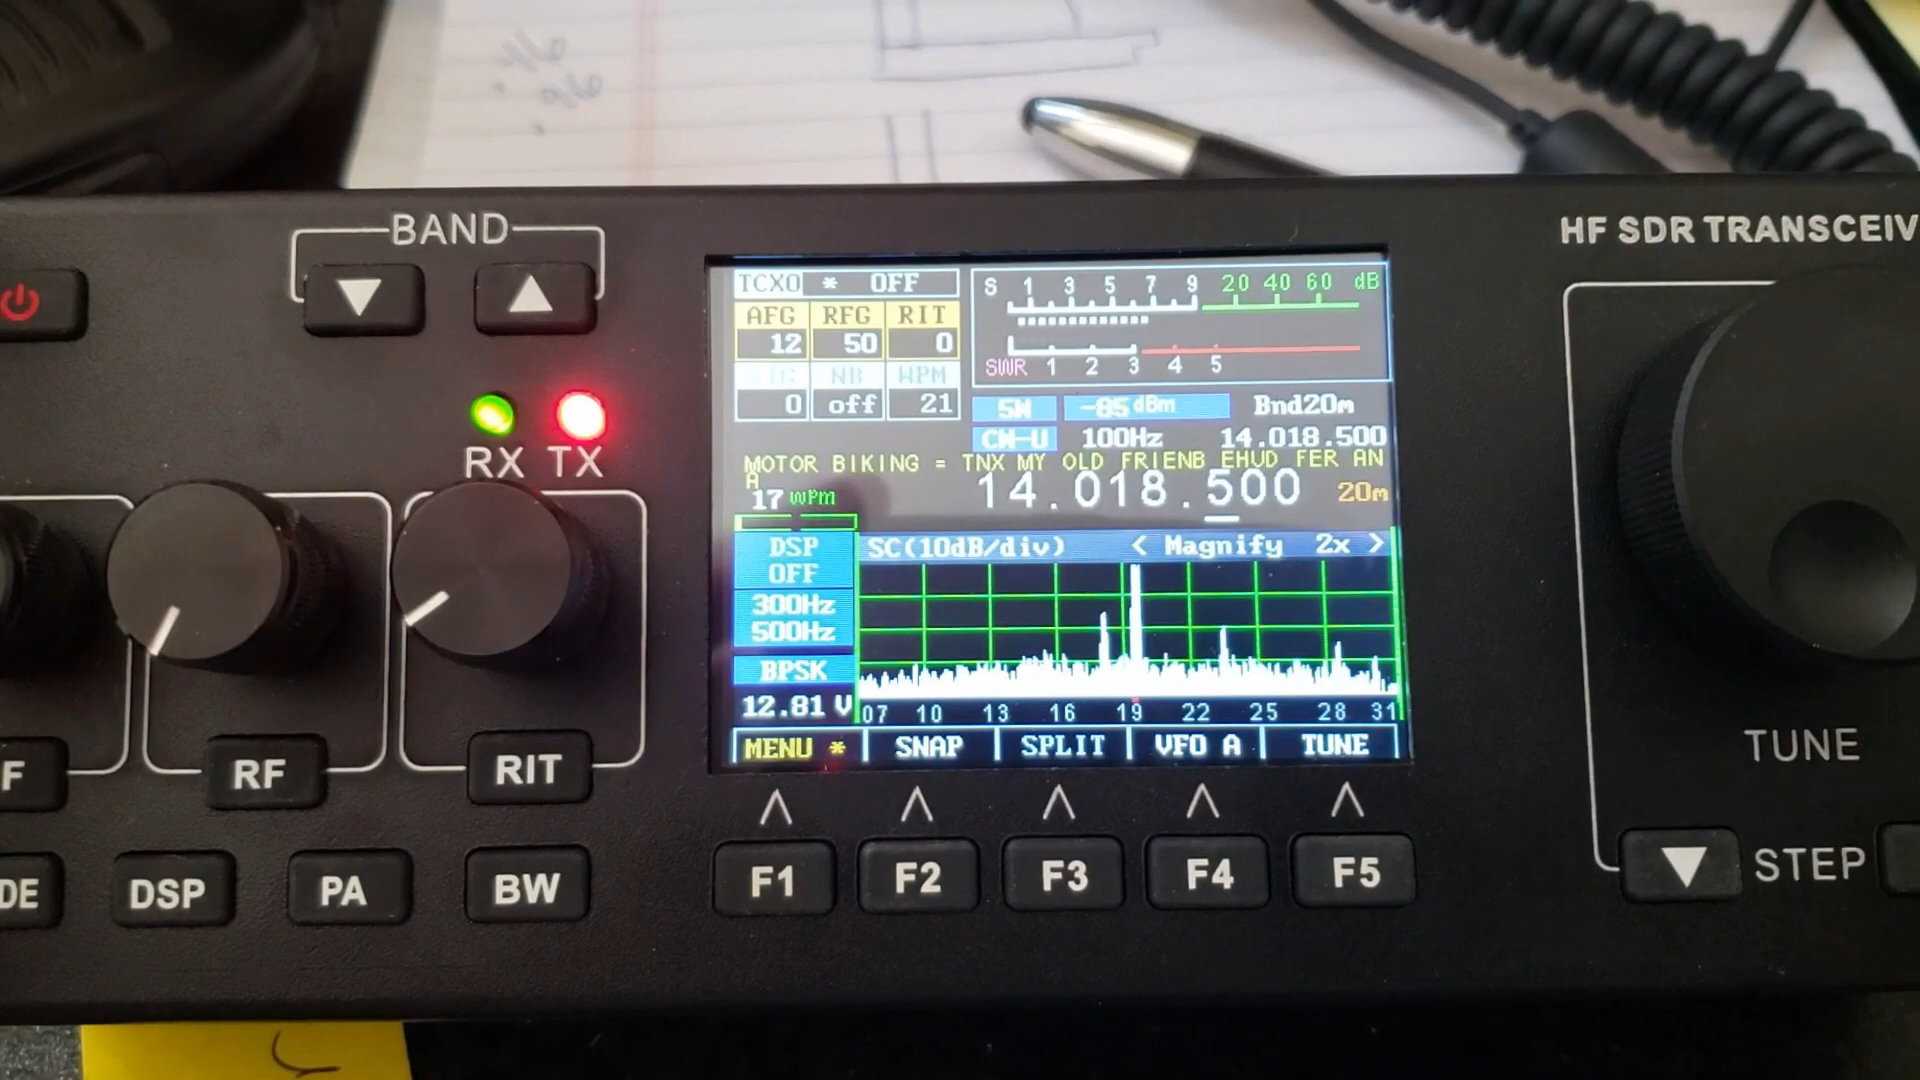 .46
.96
BAND
HF SDR TRANSCEIV
RX TX
TCXO * OFF
AFG RFG RIT
12 50 0
NB WPM
0 off 21
S 1 3 5 7 9 20 40 60 dB
SWR 1 2 3 4 5
5W -85 dBm Bnd20m
CW-U 100Hz 14.018.500
MOTOR BIKING = TNX MY OLD FRIENB EHUD FER AN
A
17 wPm 14.018.500 20m
DSP
OFF
300Hz
500Hz
BPSK
12.81 V
SC(10dB/div) < Magnify 2x >
07 10 13 16 19 22 25 28 31
MENU * SNAP SPLIT VFO A TUNE
F RF RIT
TUNE
DE DSP PA BW
F1 F2 F3 F4 F5
STEP